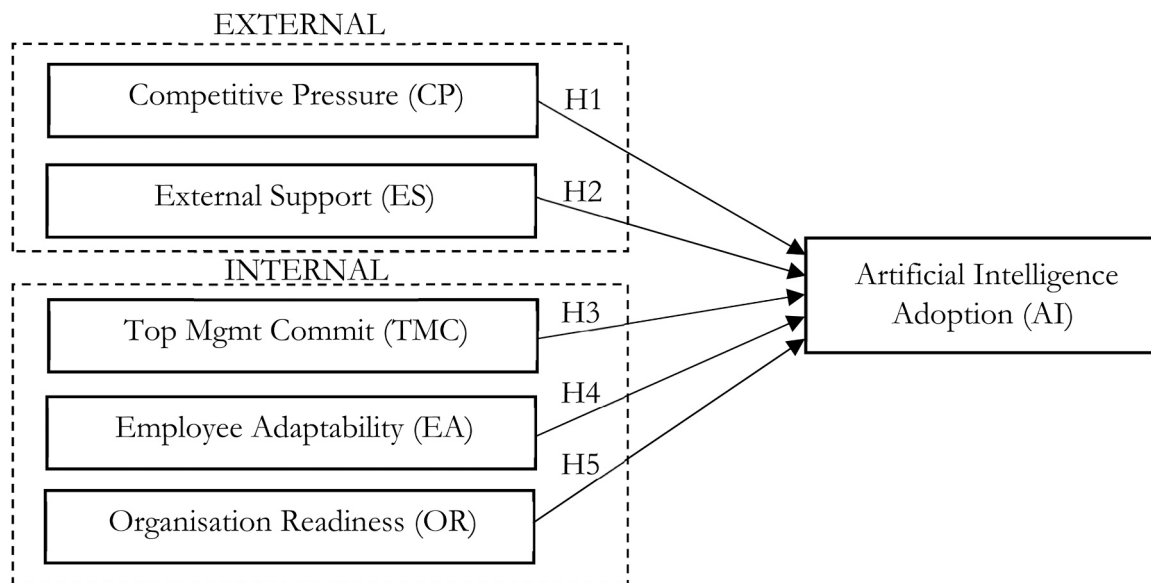 EXTERNAL
Competitive Pressure (CP)
H1
External Support (ES)
H2
INTERNAL
Top Mgmt Commit (TMC)
H3
Employee Adaptability (EA)
H4
Organisation Readiness (OR)
H5
Artificial Intelligence
Adoption (AI)